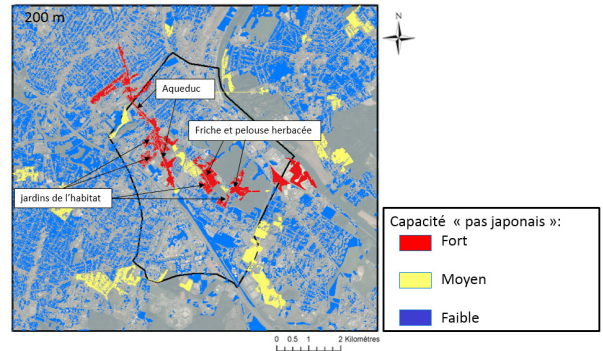 200 m
N
Aqueduc
Friche et pelouse herbacée
jardins de l'habitat
Capacité « pas japonais »:
Fort
Moyen
Faible
0 0.5 1 2 Kilomètres